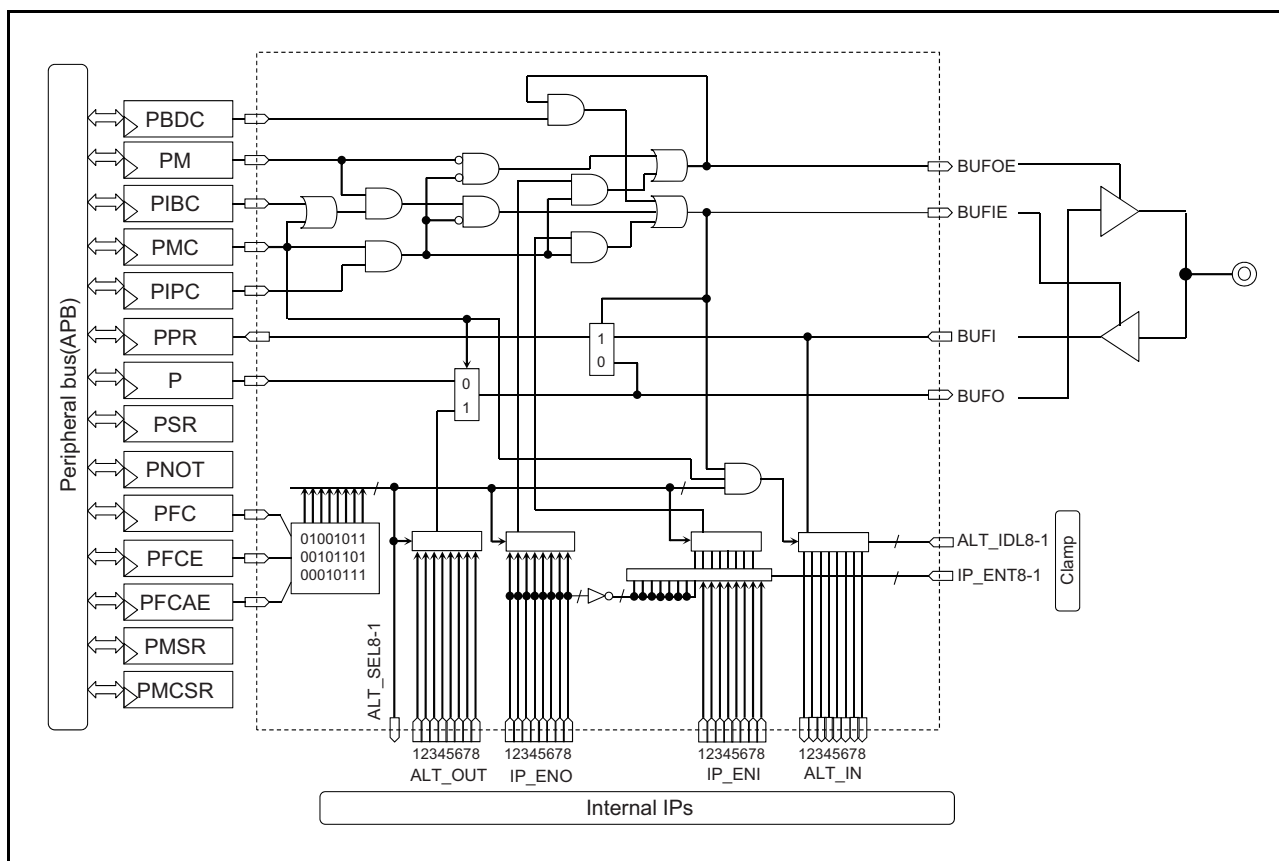 Peripheral bus(APB)
PBDC
PM
PIBC
PMC
PIPC
PPR
P
PSR
PNOT
PFC
PFCE
PFCAE
PMSR
PMCSR
BUFOE
BUFIE
1
0
BUFI
0
1
BUFO
01001011
00101101
00010111
ALT_IDL8-1
IP_ENT8-1
Clamp
ALT_SEL8-1
12345678
ALT_OUT
12345678
IP_ENO
12345678
IP_ENI
12345678
ALT_IN
Internal IPs